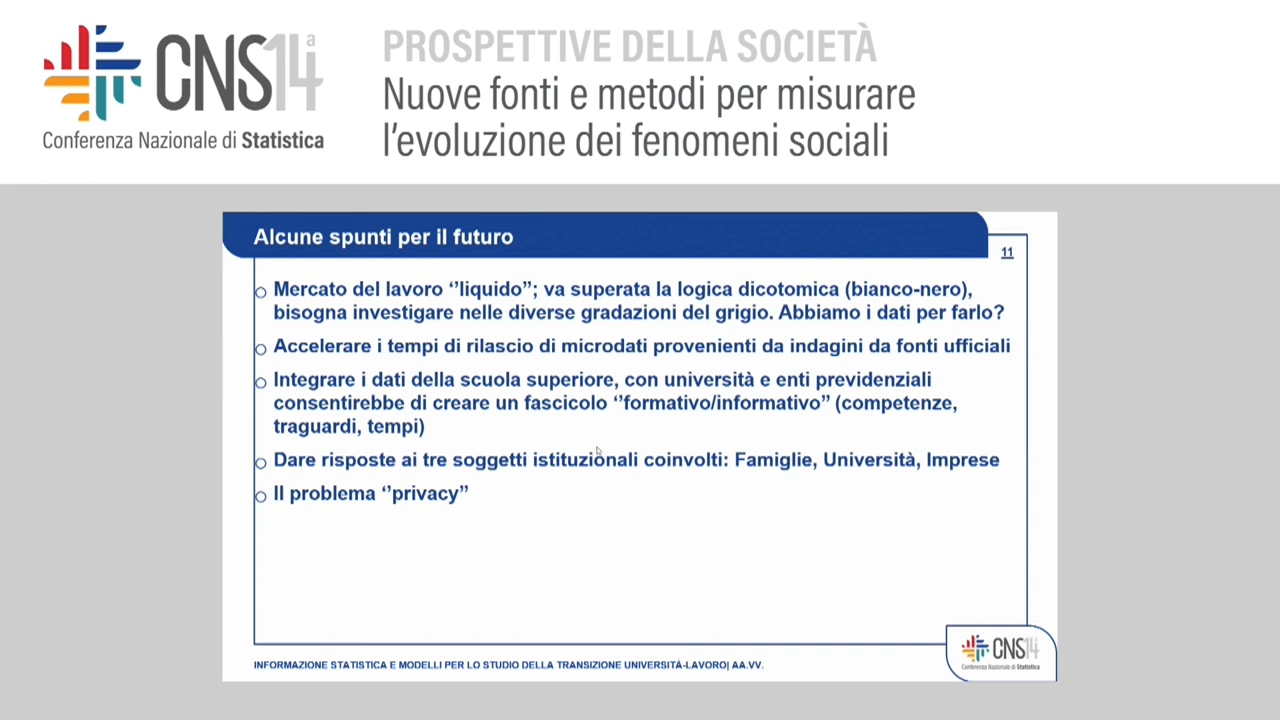 CNS14a
Conferenza Nazionale di Statistica
PROSPETTIVE DELLA SOCIETÀ
Nuove fonti e metodi per misurare
l'evoluzione dei fenomeni sociali
Alcune spunti per il futuro
11
Mercato del lavoro ‘’liquido’’; va superata la logica dicotomica (bianco-nero),
bisogna investigare nelle diverse gradazioni del grigio. Abbiamo i dati per farlo?
Accelerare i tempi di rilascio di microdati provenienti da indagini da fonti ufficiali
Integrare i dati della scuola superiore, con università e enti previdenziali
consentirebbe di creare un fascicolo ‘’formativo/informativo’’ (competenze,
traguardi, tempi)
Dare risposte ai tre soggetti istituzionali coinvolti: Famiglie, Università, Imprese
Il problema ‘’privacy’’
INFORMAZIONE STATISTICA E MODELLI PER LO STUDIO DELLA TRANSIZIONE UNIVERSITÀ-LAVORO| AA.VV.
CNS14
Conferenza Nazionale di Statistica